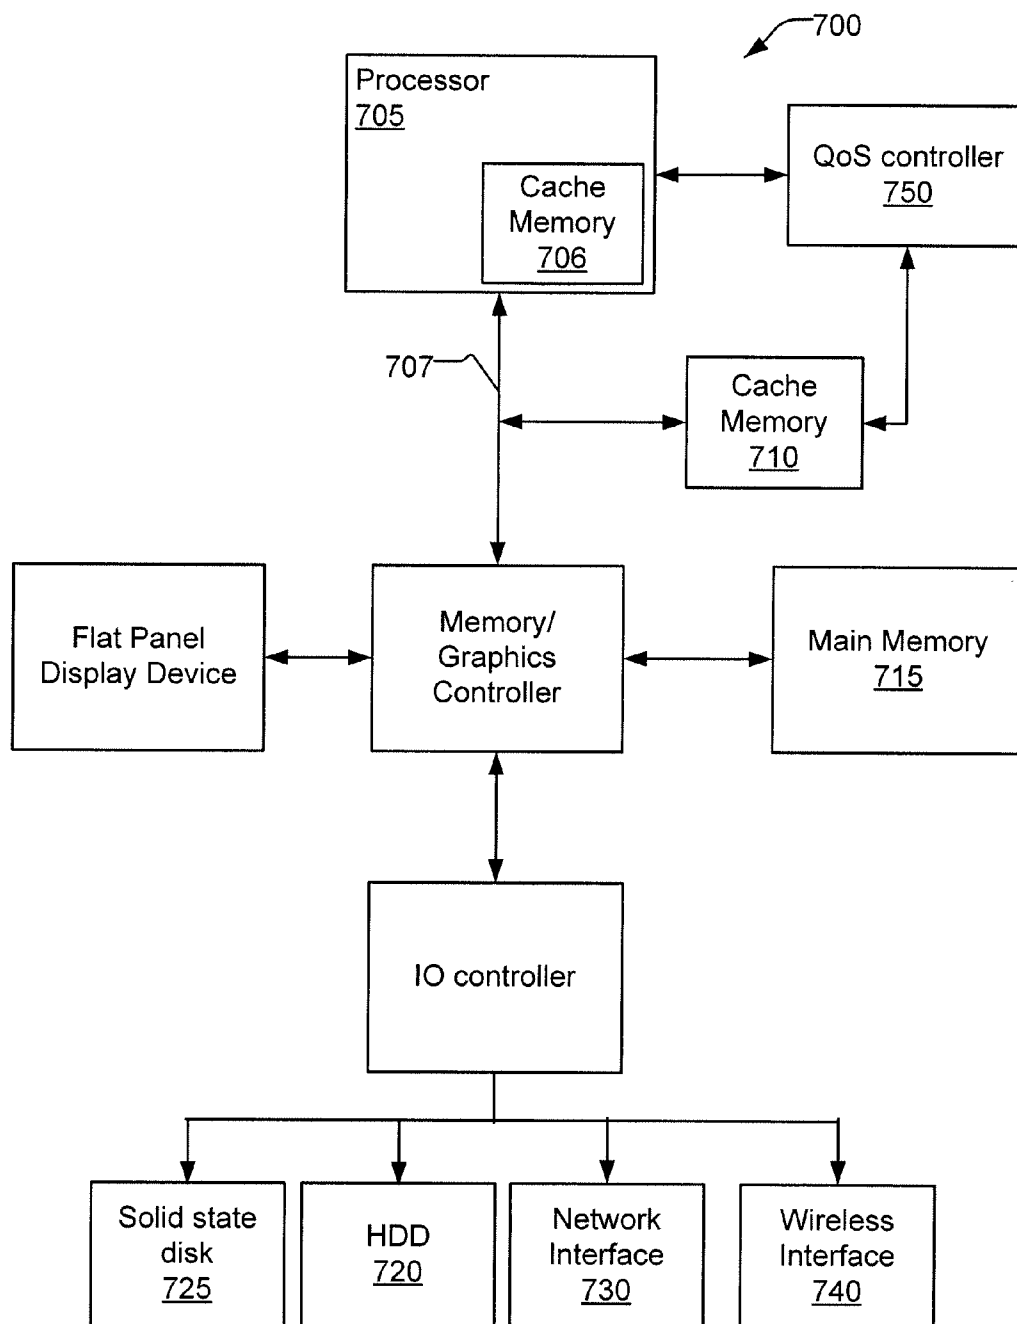 700
Processor
705
QoS controller
750
Cache
Memory
706
707
Cache
Memory
710
Flat Panel
Display Device
Memory/
Graphics
Controller
Main Memory
715
IO controller
Solid state
disk
725
HDD
720
Network
Interface
730
Wireless
Interface
740